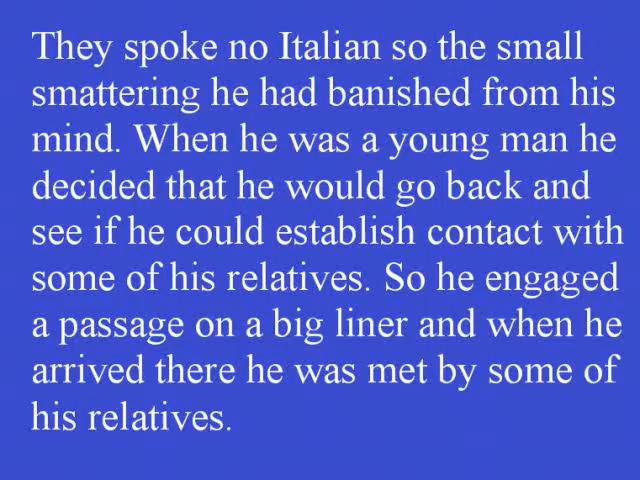 They spoke no Italian so the small
smattering he had banished from his
mind. When he was a young man he
decided that he would go back and
see if he could establish contact with
some of his relatives. So he engaged
a passage on a big liner and when he
arrived there he was met by some of
his relatives.